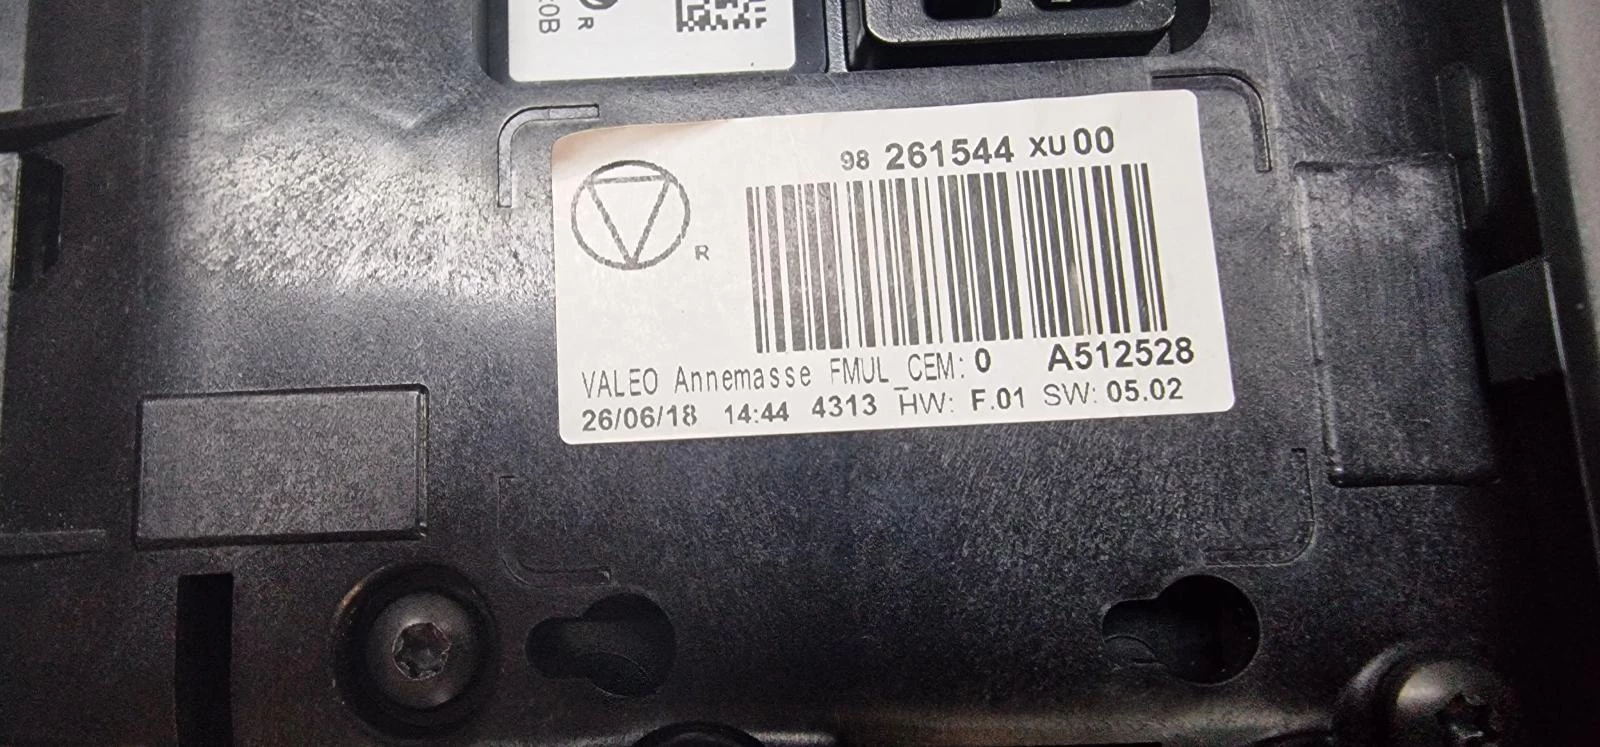 20B
R
98 261544 XU 00
R
VALEO Annemasse FMUL_CEM: 0 A512528
26/06/18 14:44 4313 HW: F.01 SW: 05.02